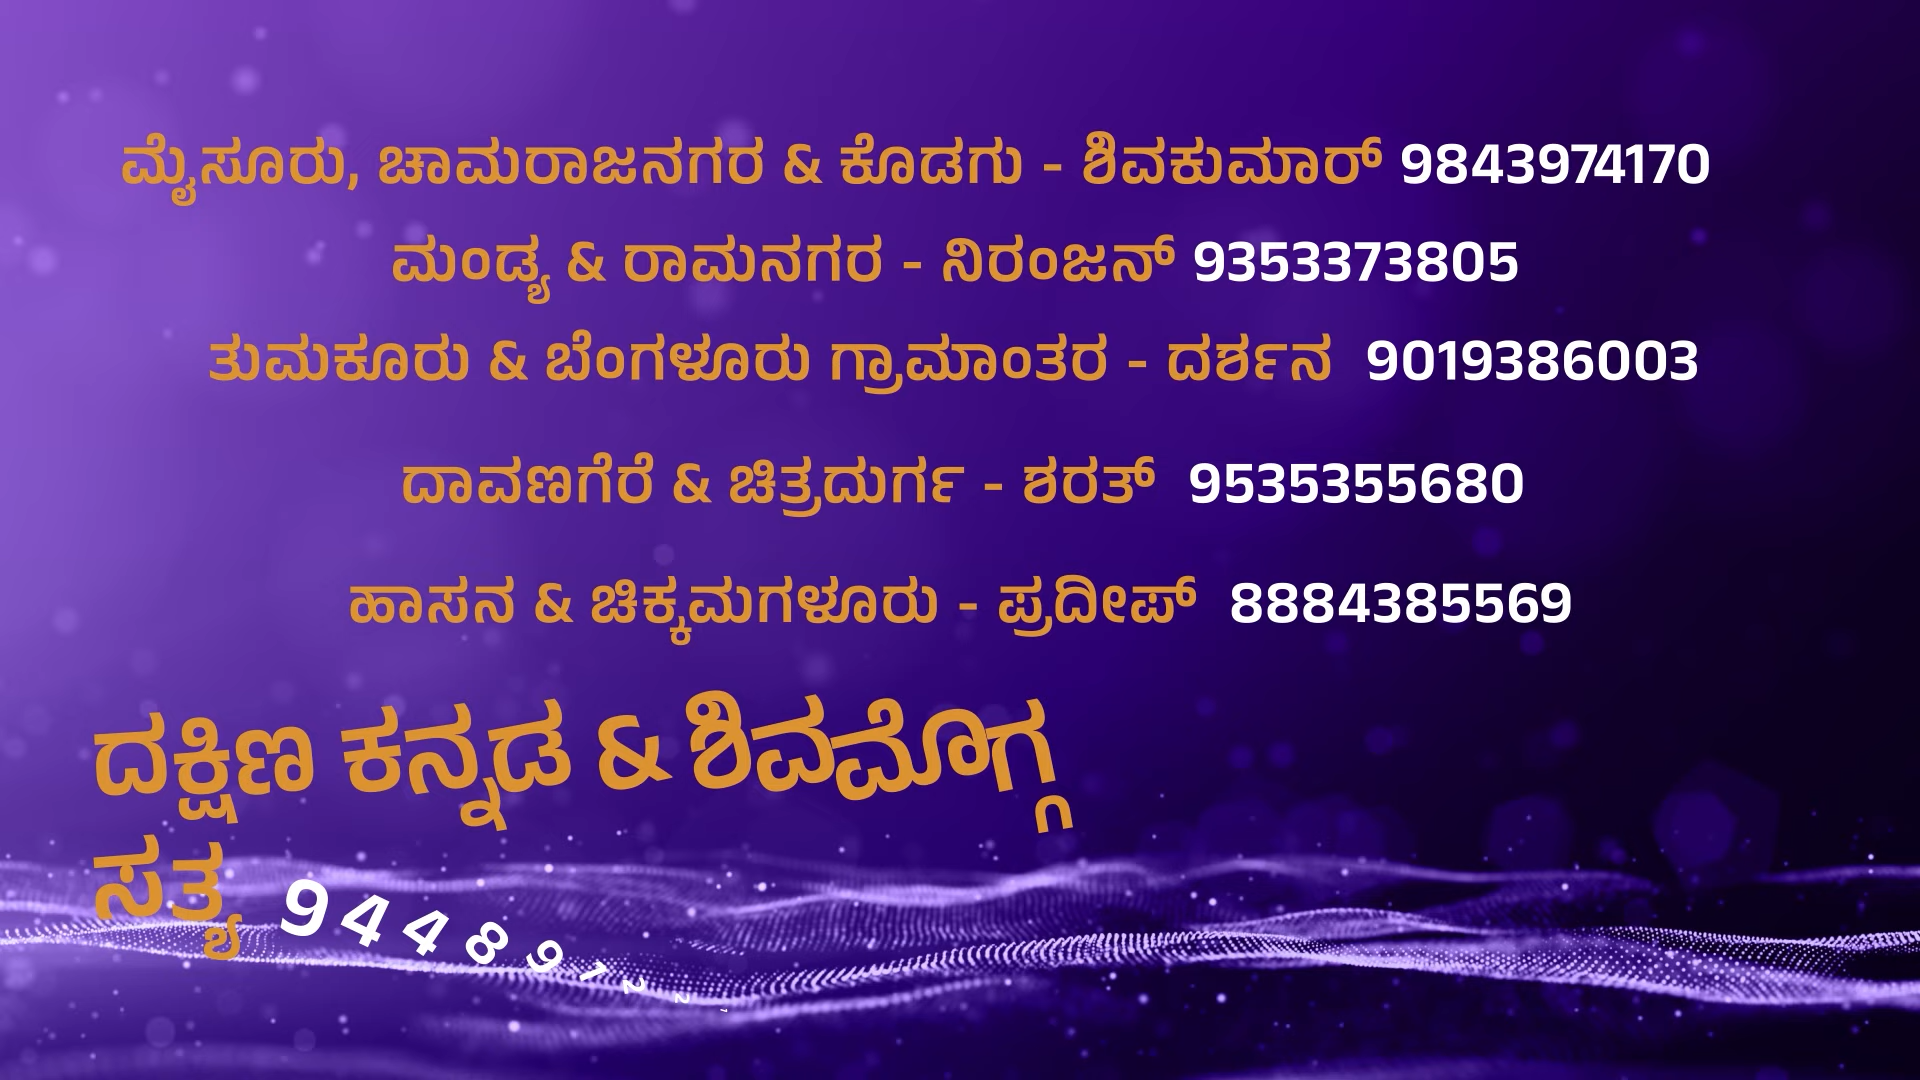 ಮೈಸೂರು, ಚಾಮರಾಜನಗರ & ಕೊಡಗು - ಶಿವಕುಮಾರ್ 9843974170
ಮಂಡ್ಯ & ರಾಮನಗರ - ನಿರಂಜನ್ 9353373805
ತುಮಕೂರು & ಬೆಂಗಳೂರು ಗ್ರಾಮಾಂತರ - ದರ್ಶನ 9019386003
ದಾವಣಗೆರೆ & ಚಿತ್ರದುರ್ಗ - ಶರತ್ 9535355680
ಹಾಸನ & ಚಿಕ್ಕಮಗಳೂರು - ಪ್ರದೀಪ್ 8884385569
ದಕ್ಷಿಣ ಕನ್ನಡ & ಶಿವಮೊಗ್ಗ
ಸತ್ಯ